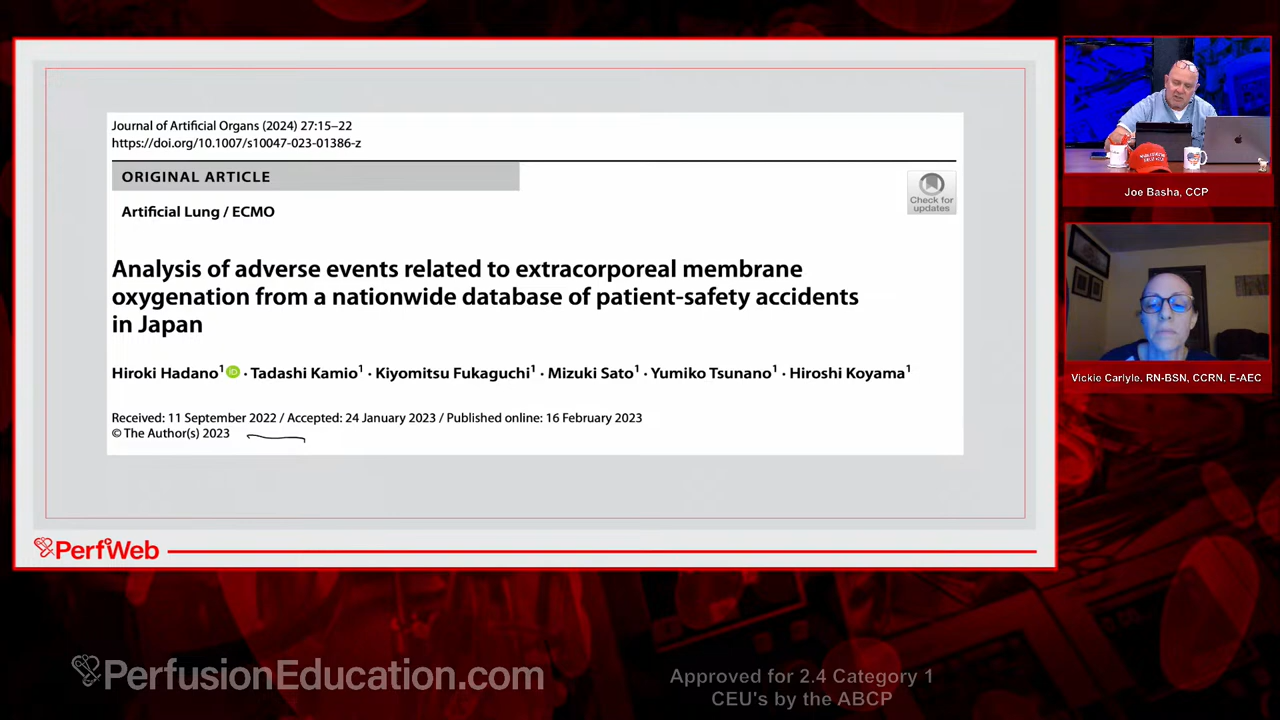 Journal of Artificial Organs (2024) 27:15–22
https://doi.org/10.1007/s10047-023-01386-z
ORIGINAL ARTICLE
Check for
updates
Artificial Lung / ECMO
Analysis of adverse events related to extracorporeal membrane
oxygenation from a nationwide database of patient-safety accidents
in Japan
Hiroki Hadano1 iD · Tadashi Kamio1 · Kiyomitsu Fukaguchi1 · Mizuki Sato1 · Yumiko Tsunano1 · Hiroshi Koyama1
Received: 11 September 2022 / Accepted: 24 January 2023 / Published online: 16 February 2023
© The Author(s) 2023
PerfWeb
Joe Basha, CCP
Vickie Carlyle, RN-BSN, CCRN, E-AEC
PerfusionEducation.com
Approved for 2.4 Category 1
CEU's by the ABCP